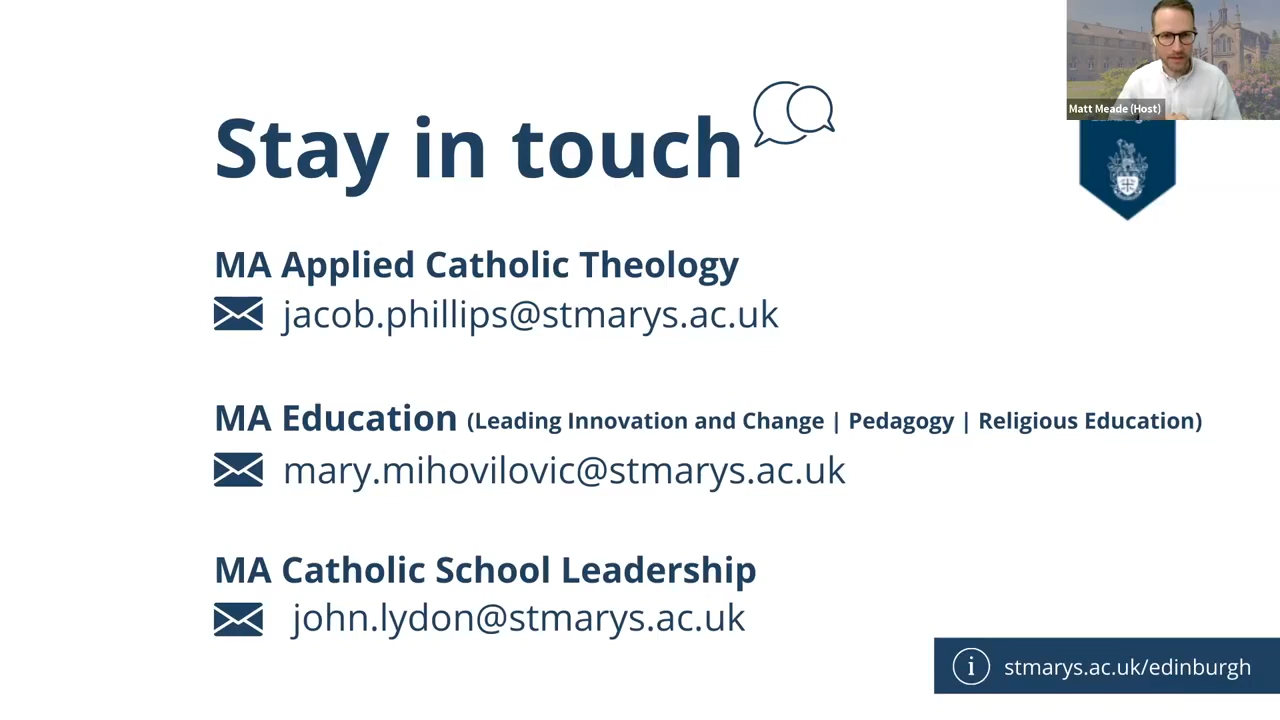 Matt Meade (Host)
Stay in touch
MA Applied Catholic Theology
jacob.phillips@stmarys.ac.uk
MA Education (Leading Innovation and Change | Pedagogy | Religious Education)
mary.mihovilovic@stmarys.ac.uk
MA Catholic School Leadership
john.lydon@stmarys.ac.uk
i stmarys.ac.uk/edinburgh